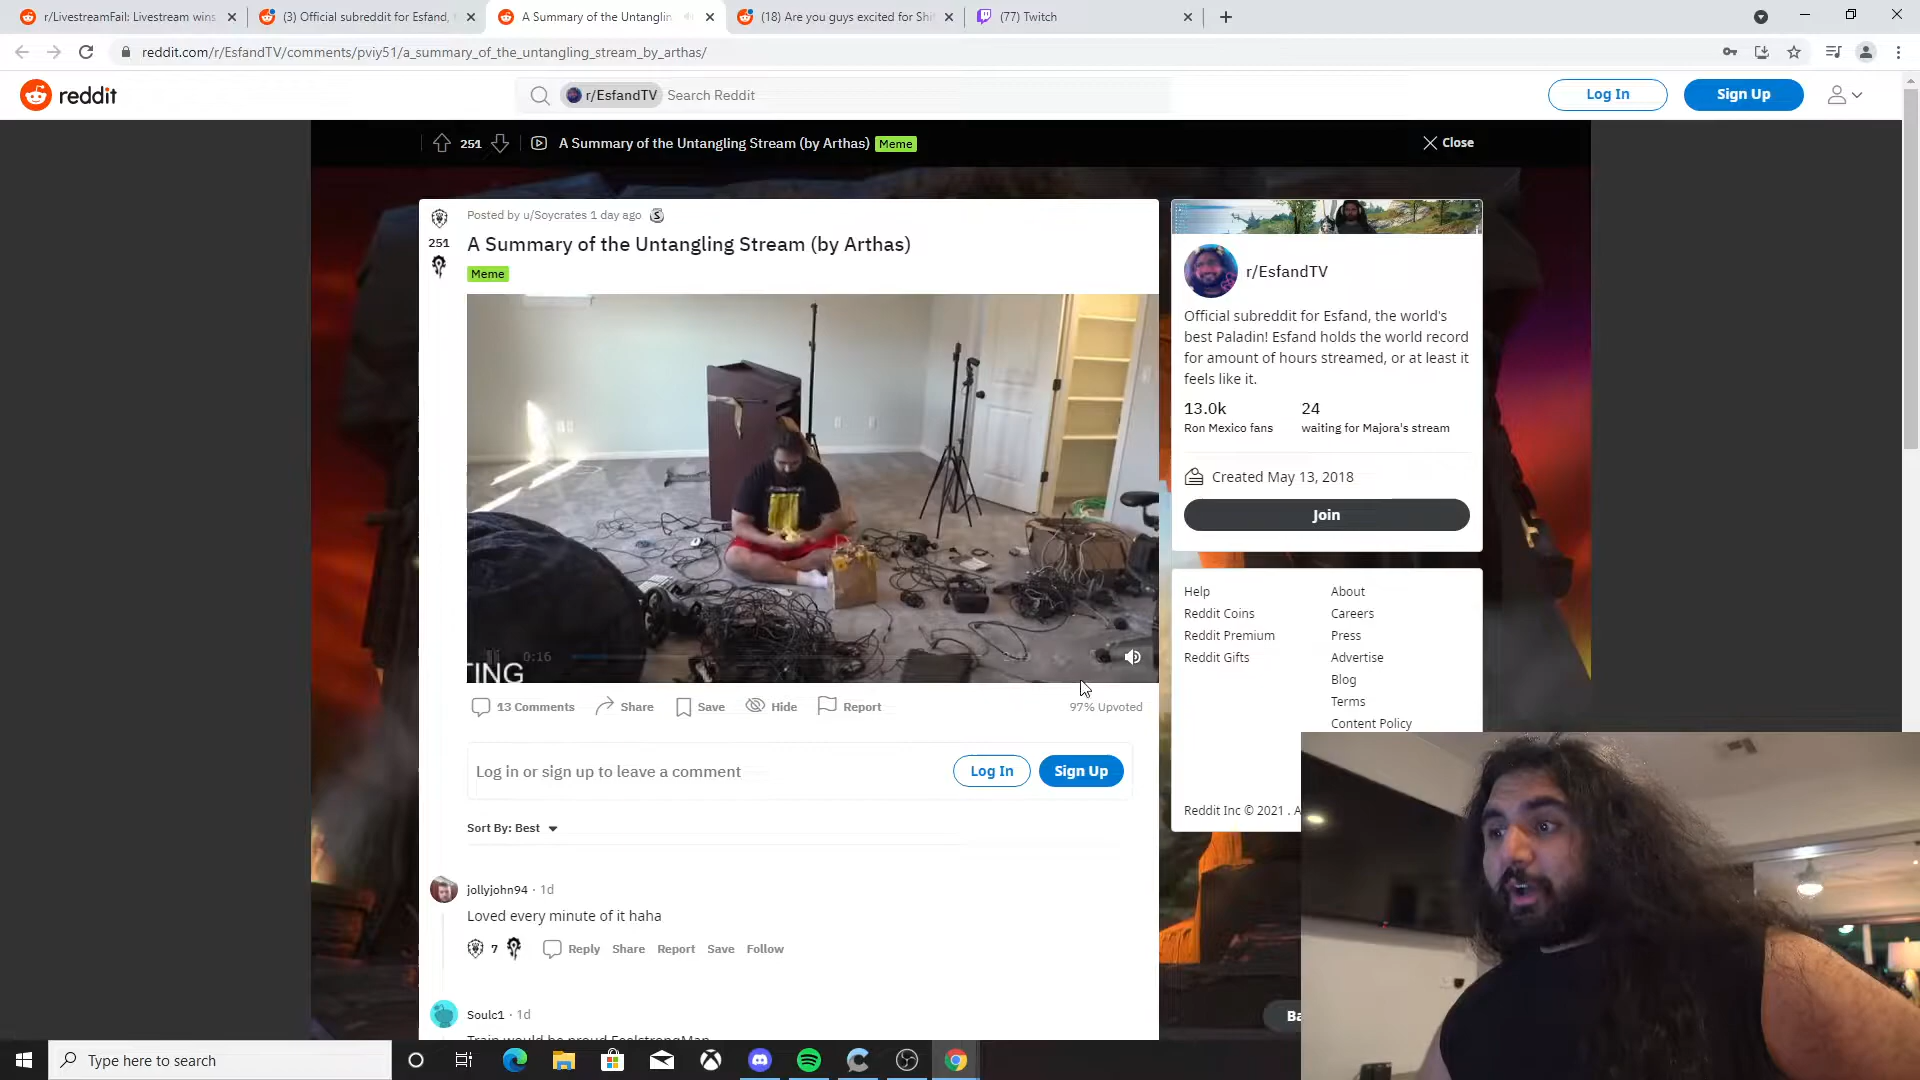 r/LivestreamFail: Livestream wins
(3) Official subreddit for Esfand,
A Summary of the Untanglin
(18) Are you guys excited for Shi
(77) Twitch
reddit.com/r/EsfandTV/comments/pviy51/a_summary_of_the_untangling_stream_by_arthas/
reddit
r/EsfandTV
Search Reddit
Log In
Sign Up
251
A Summary of the Untangling Stream (by Arthas)
Meme
Close
Posted by u/Soycrates 1 day ago
251
A Summary of the Untangling Stream (by Arthas)
Meme
0:16
TING
13 Comments
Share
Save
Hide
Report
97% Upvoted
Log in or sign up to leave a comment
Log In
Sign Up
Sort By: Best
jollyjohn94 · 1d
Loved every minute of it haha
7
Reply
Share
Report
Save
Follow
Soulc1 · 1d
Train would be proud FeelstrongMan
r/EsfandTV
Official subreddit for Esfand, the world's
best Paladin! Esfand holds the world record
for amount of hours streamed, or at least it
feels like it.
13.0k
24
Ron Mexico fans
waiting for Majora's stream
Created May 13, 2018
Join
Help
About
Reddit Coins
Careers
Reddit Premium
Press
Reddit Gifts
Advertise
Blog
Terms
Content Policy
Reddit Inc © 2021 . A
Ba
Type here to search